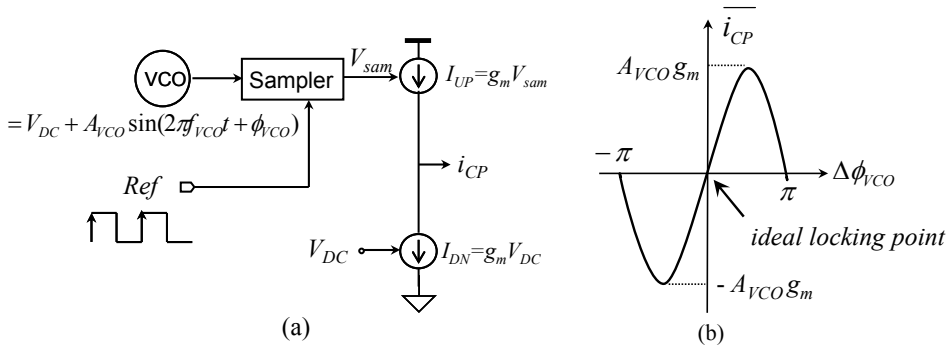 VCO
Sampler
V_sam
I_UP=g_mV_sam
= V_DC + A_VCO sin(2πf_VCO t + ϕ_VCO)
i_CP
Ref
V_DC
I_DN=g_mV_DC
(a)
i_CP
A_VCO g_m
-π
π
Δϕ_VCO
ideal locking point
- A_VCO g_m
(b)